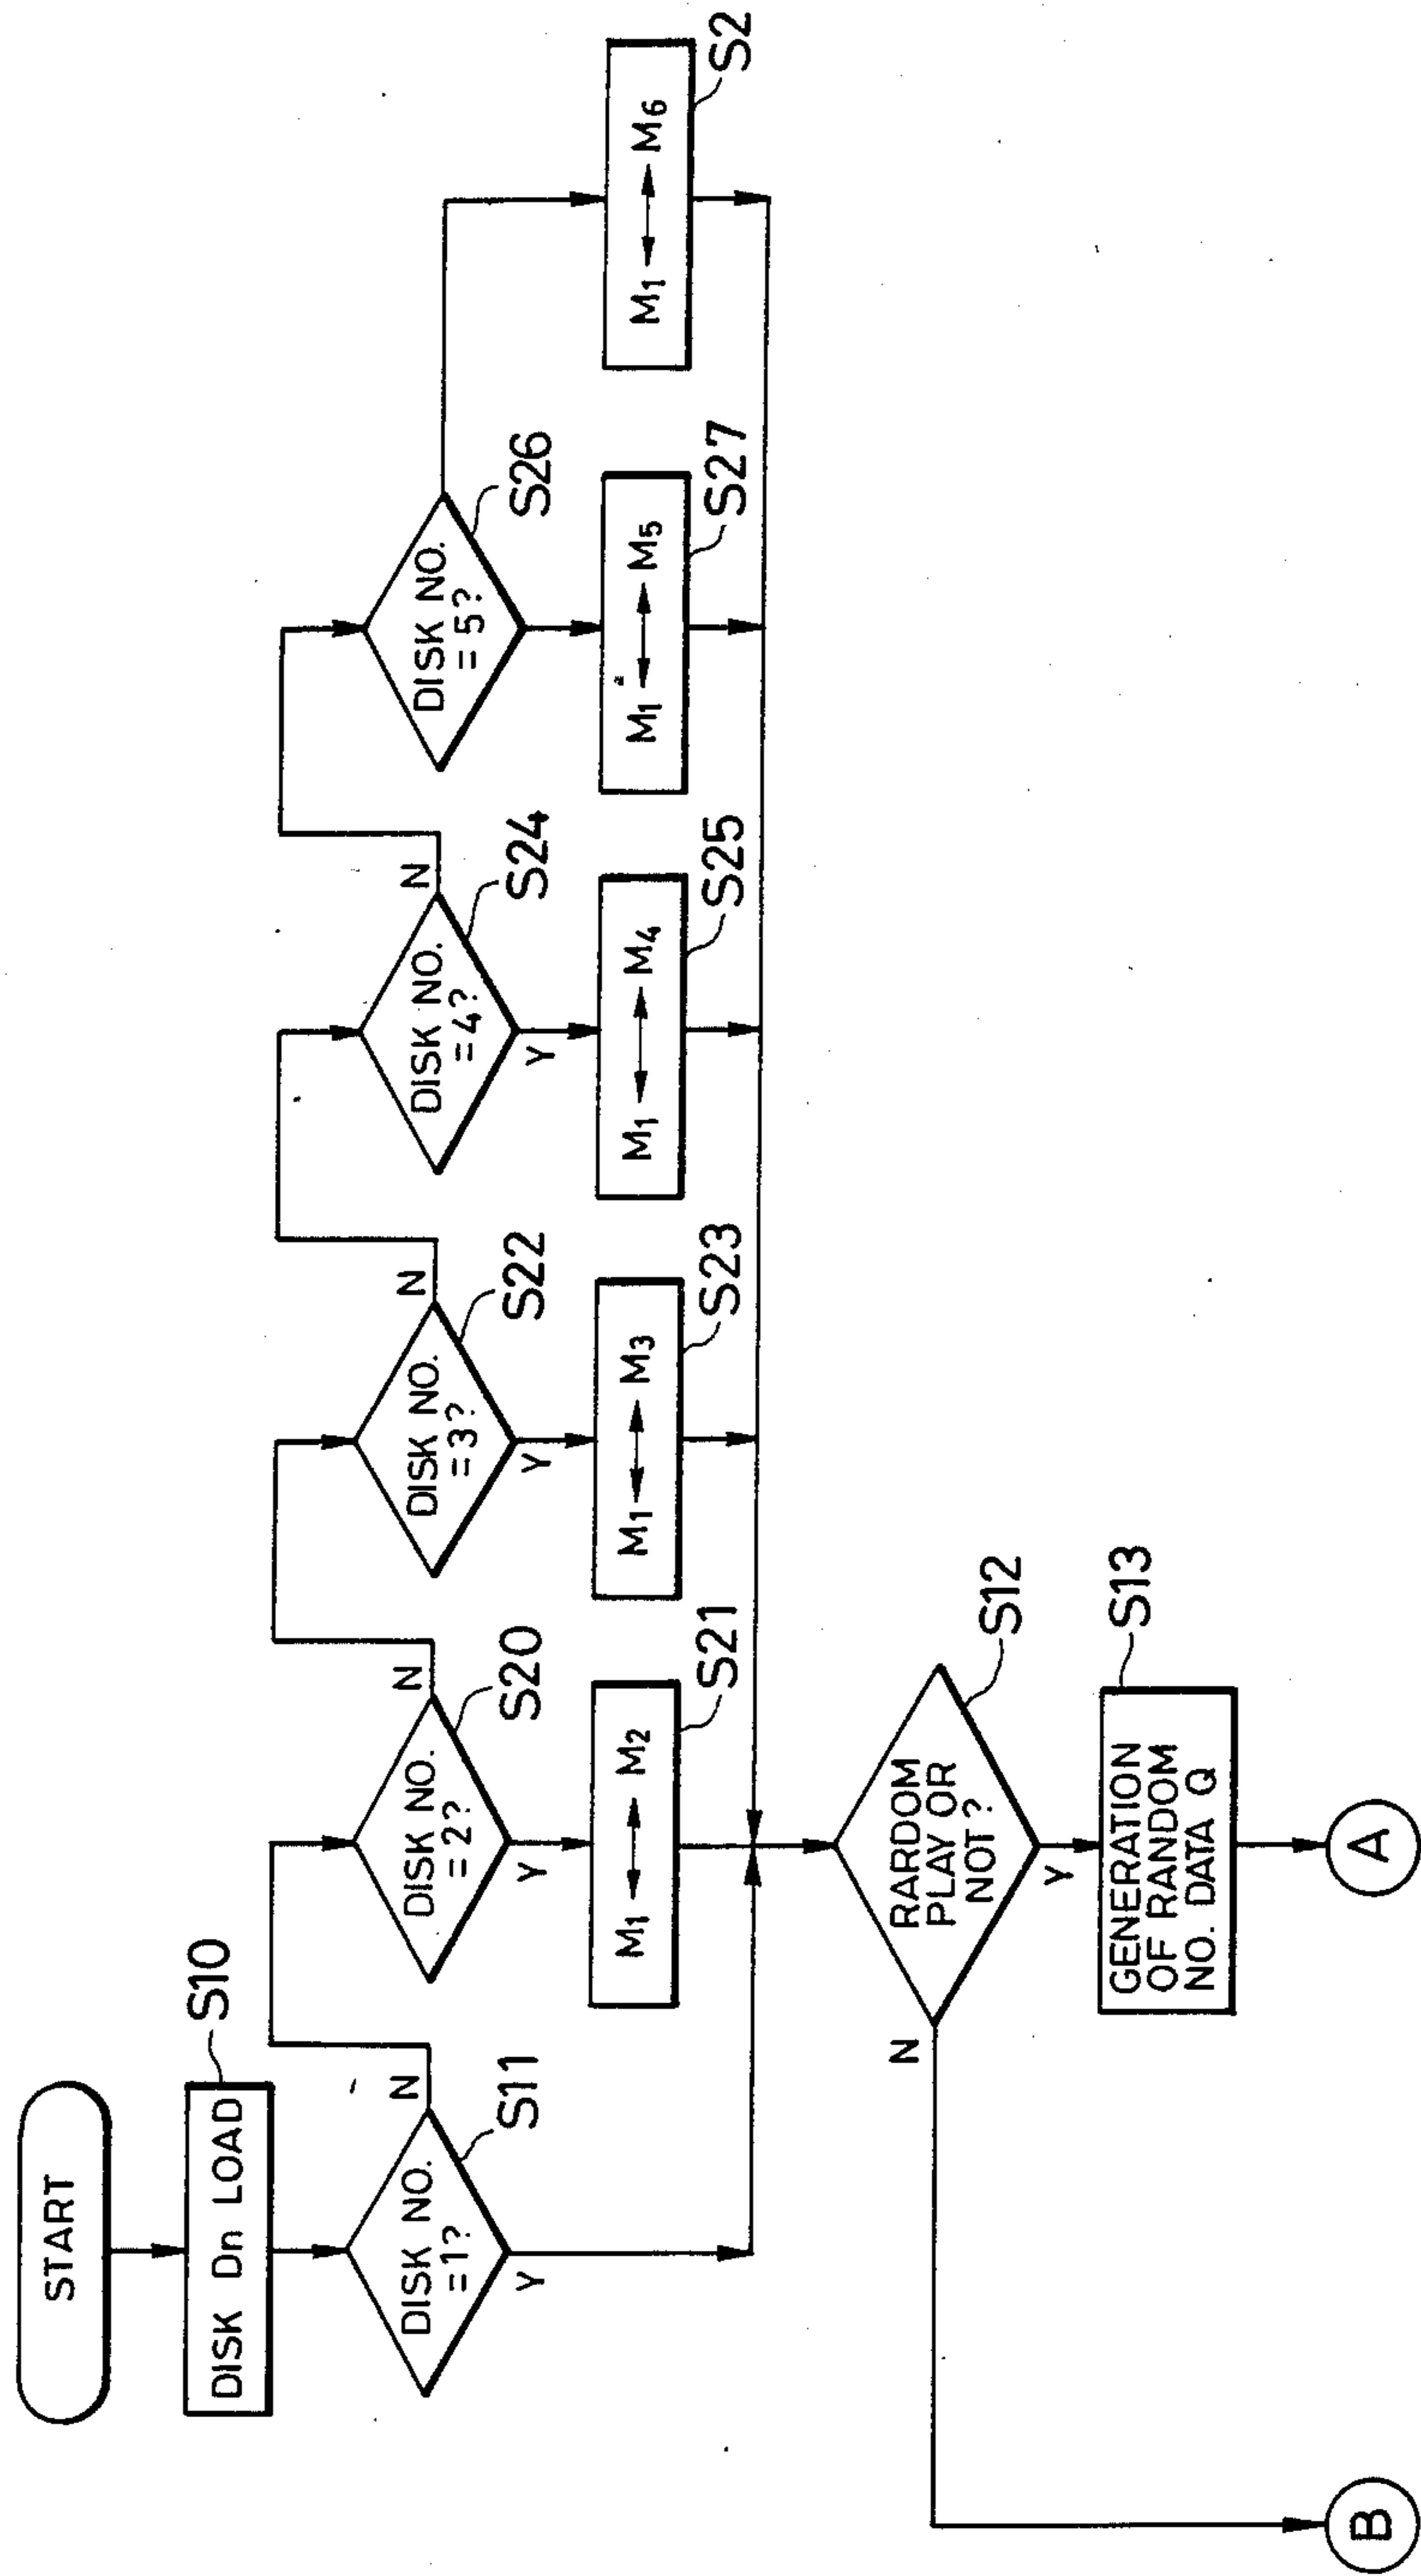 START
DISK Dn LOAD
S10
DISK NO.
=1?
S11
N
Y
DISK NO.
=2?
S20
N
Y
M1 ↔ M2
S21
DISK NO.
=3?
S22
N
Y
M1 ↔ M3
S23
DISK NO.
=4?
S24
N
Y
M1 ↔ M4
S25
DISK NO.
=5?
S26
M1 ↔ M5
S27
M1 ↔ M6
S2
RARDOM
PLAY OR
NOT?
S12
N
Y
GENERATION
OF RANDOM
NO. DATA Q
S13
A
B